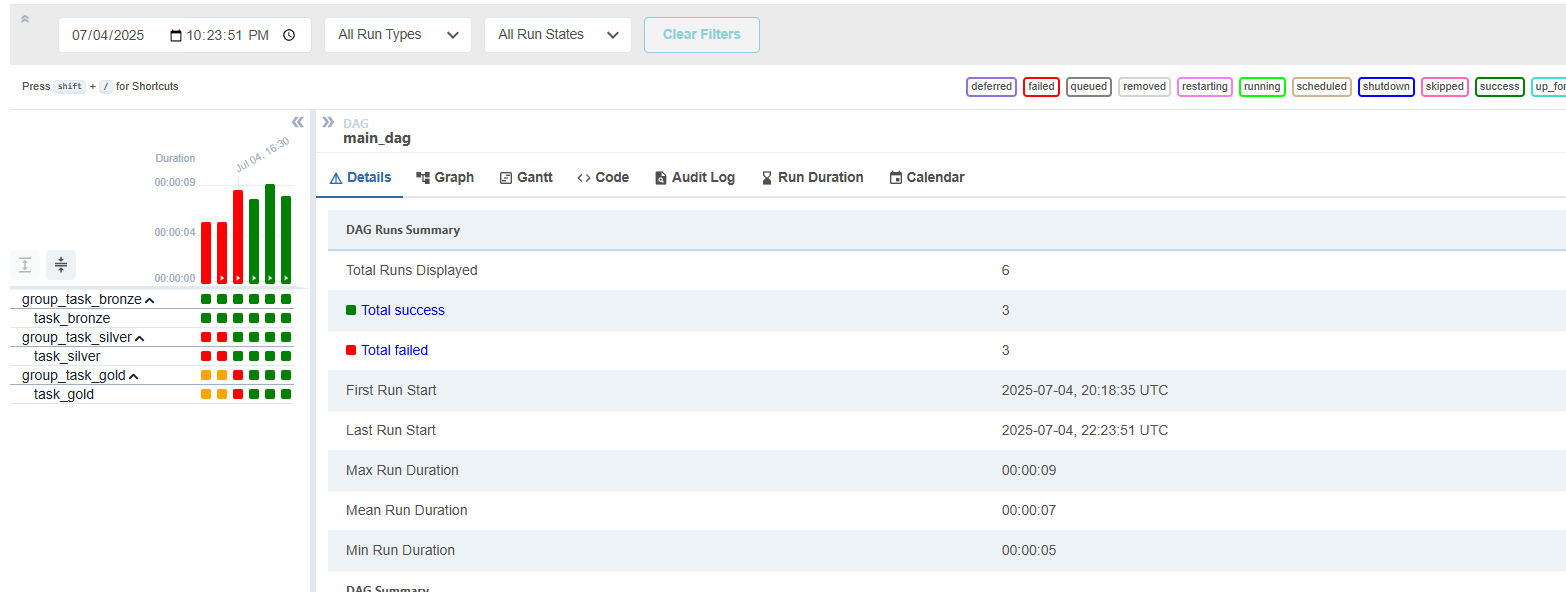 07/04/2025 10:23:51 PM All Run Types All Run States Clear Filters
Press shift + / for Shortcuts
deferred failed queued removed restarting running scheduled shutdown skipped success up_for
DAG
main_dag
Jul 04, 16:30
Duration
00:00:09
00:00:04
00:00:00
group_task_bronze
task_bronze
group_task_silver
task_silver
group_task_gold
task_gold
Details Graph Gantt Code Audit Log Run Duration Calendar
DAG Runs Summary
Total Runs Displayed 6
Total success 3
Total failed 3
First Run Start 2025-07-04, 20:18:35 UTC
Last Run Start 2025-07-04, 22:23:51 UTC
Max Run Duration 00:00:09
Mean Run Duration 00:00:07
Min Run Duration 00:00:05
DAG Summary